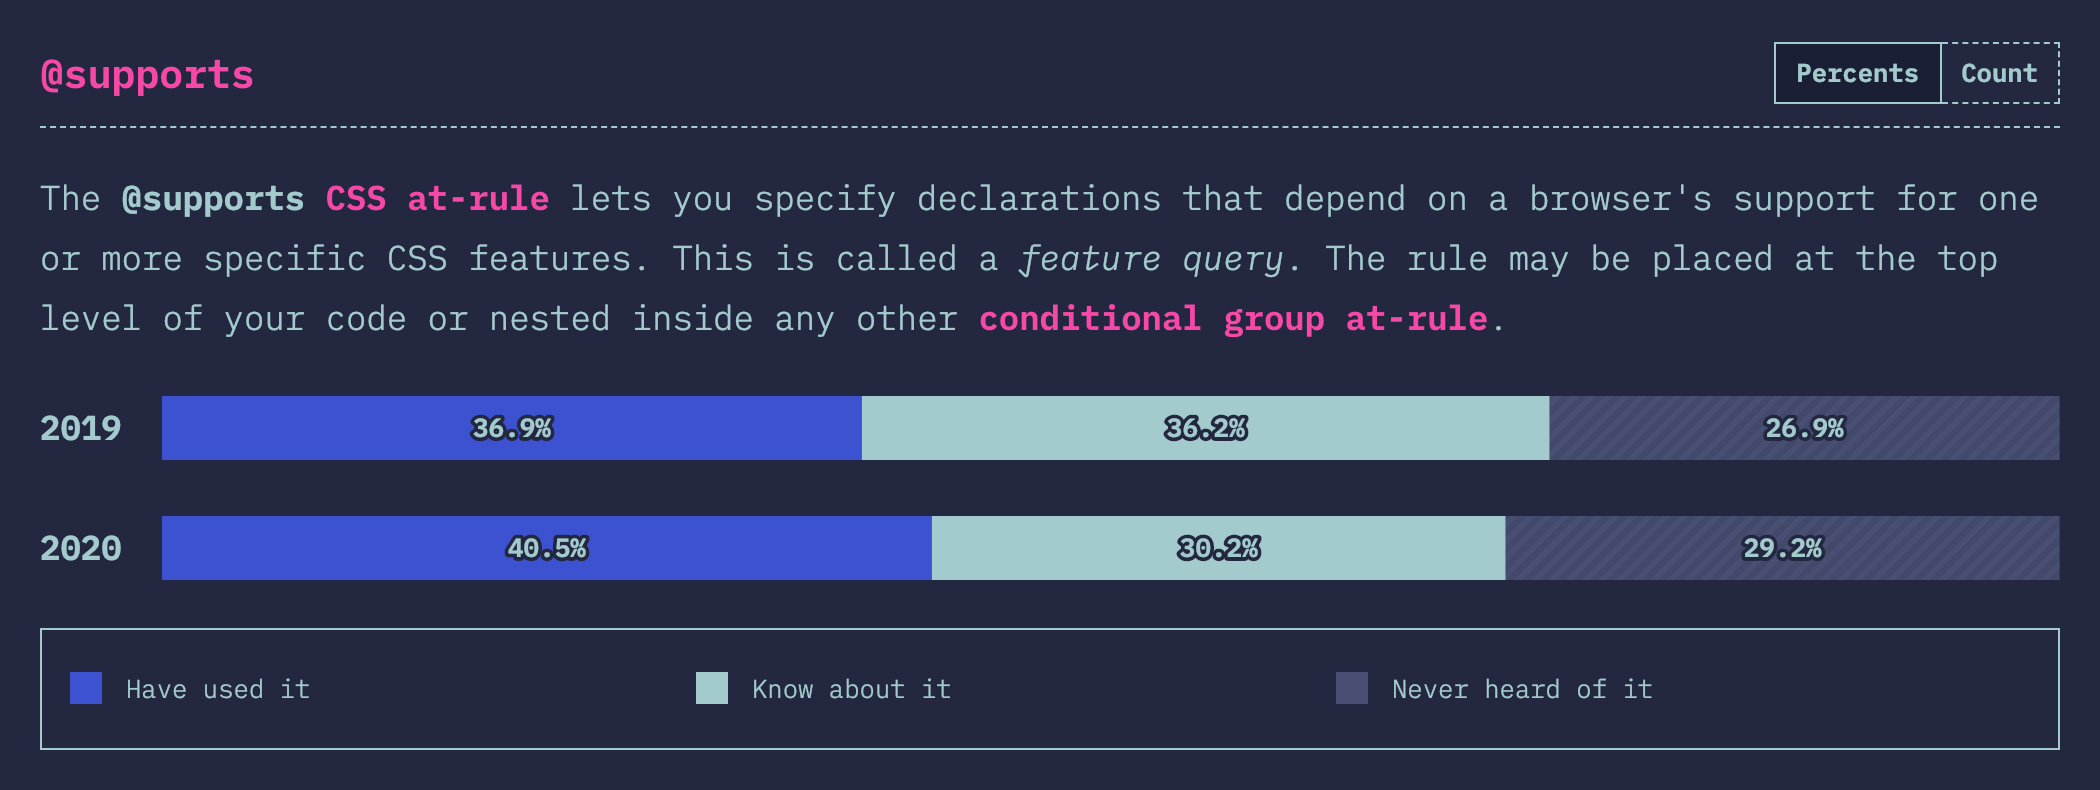 @supports
Percents Count
The @supports CSS at-rule lets you specify declarations that depend on a browser's support for one
or more specific CSS features. This is called a feature query. The rule may be placed at the top
level of your code or nested inside any other conditional group at-rule.
2019 36.9% 36.2% 26.9%
2020 40.5% 30.2% 29.2%
Have used it Know about it Never heard of it